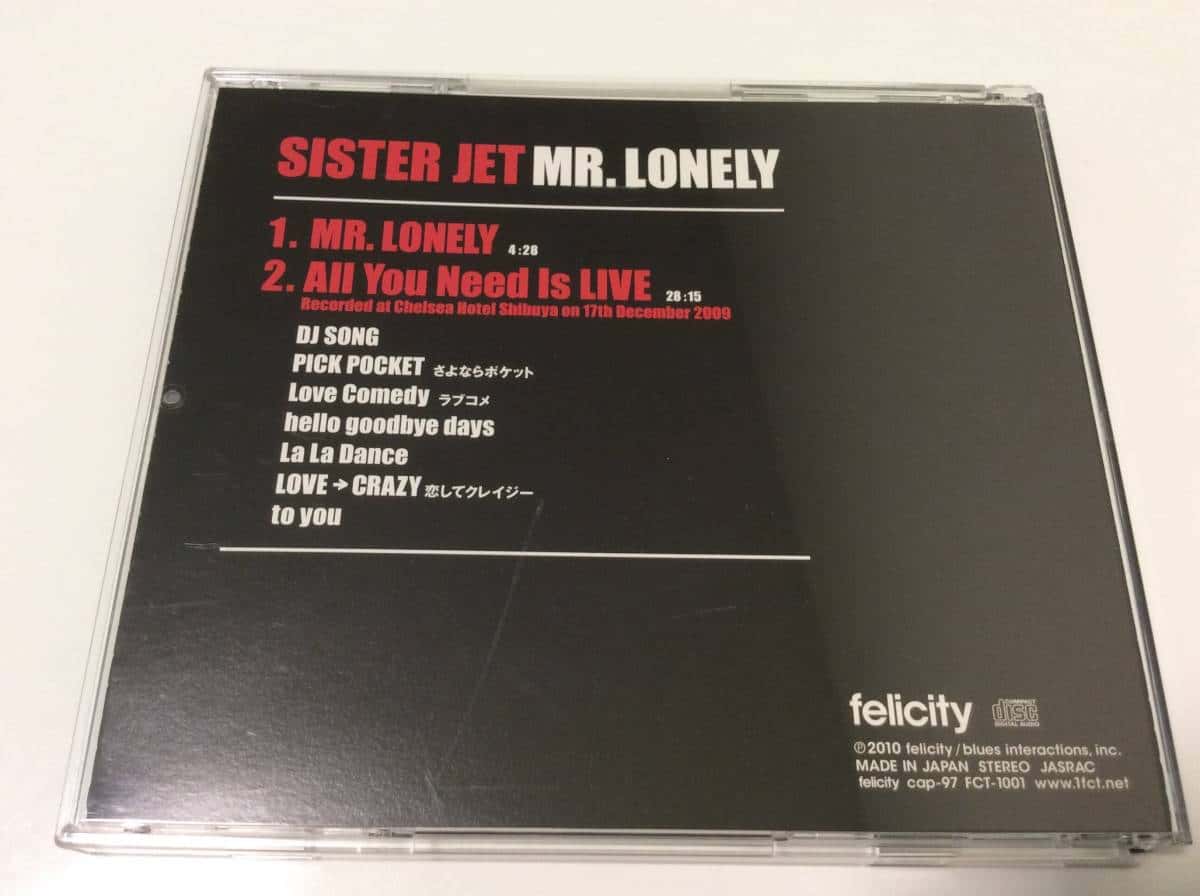 SISTER JET MR. LONELY
1. MR. LONELY 4:28
2. All You Need Is LIVE 28:15
Recorded at Chelsea Hotel Shibuya on 17th December 2009
DJ SONG
PICK POCKET さよならポケット
Love Comedy ラブコメ
hello goodbye days
La La Dance
LOVE→CRAZY 恋してクレイジー
to you
felicity COMPACT disc DIGITAL AUDIO
℗2010 felicity / blues interactions, inc.
MADE IN JAPAN STEREO JASRAC
felicity cap-97 FCT-1001 www.1fct.net